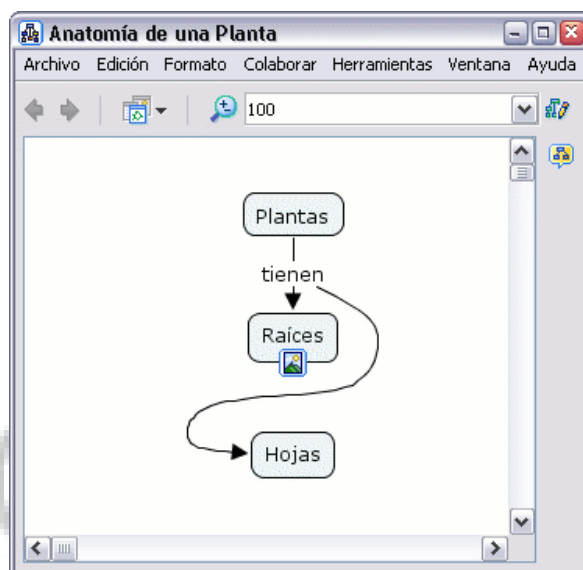 Anatomía de una Planta
Archivo Edición Formato Colaborar Herramientas Ventana Ayuda
100
Plantas
tienen
Raíces
Hojas